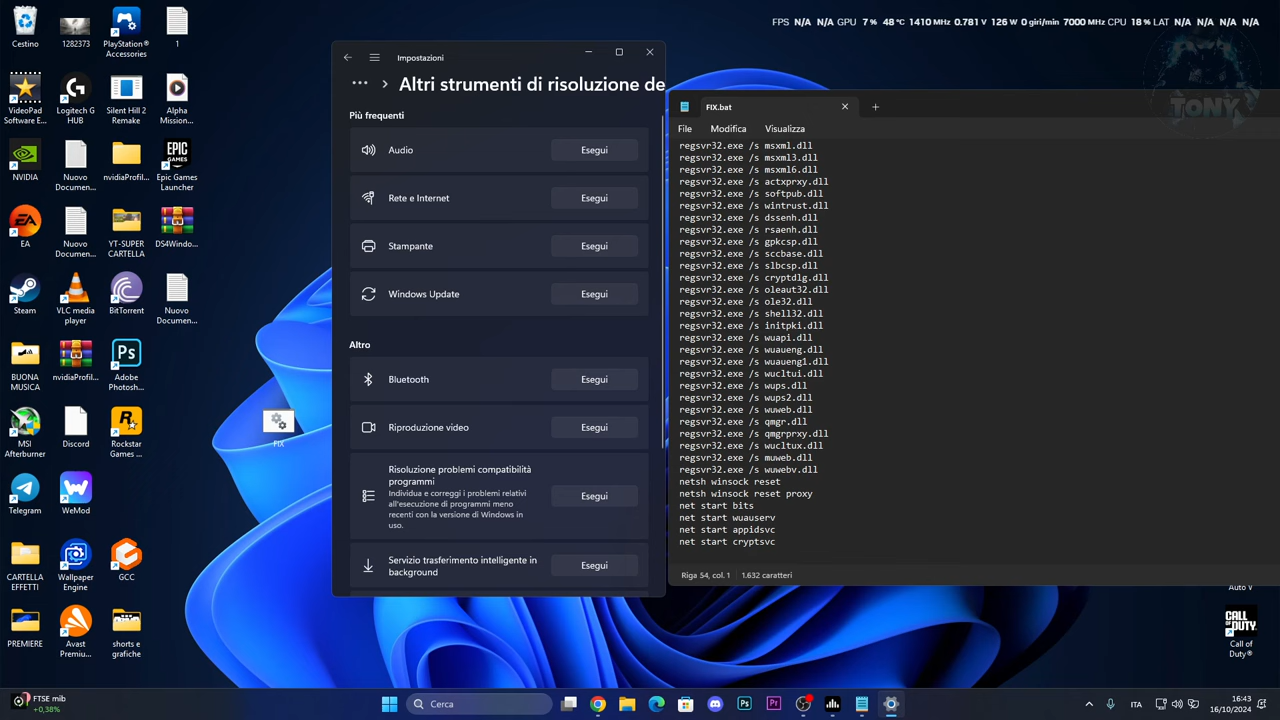 Cestino
1282373
PlayStation®
Accessories
1
VideoPad
Software E...
Logitech G
HUB
Silent Hill 2
Remake
Alpha
Mission...
NVIDIA
Nuovo
Documen...
nvidiaProfil...
EPIC
GAMES
Epic Games
Launcher
EA
Nuovo
Documen...
YT-SUPER
CARTELLA
DS4Windo...
Steam
VLC media
player
BitTorrent
Nuovo
Documen...
BUONA
MUSICA
nvidiaProfil...
Ps
Adobe
Photosh...
MSI
Afterburner
Discord
Rockstar
Games ...
Telegram
WeMod
CARTELLA
EFFETTI
Wallpaper
Engine
GCC
PREMIERE
Avast
Premiu...
shorts e
grafiche
FIX
FPS N/A N/A GPU 7 % 48 °C 1410 MHz 0.781 V 126 W 0 giri/min 7000 MHz CPU 18 % LAT N/A N/A N/A N/A
TONY
Impostazioni
... Altri strumenti di risoluzione de
Più frequenti
Audio Esegui
Rete e Internet Esegui
Stampante Esegui
Windows Update Esegui
Altro
Bluetooth Esegui
Riproduzione video Esegui
Risoluzione problemi compatibilità
programmi
Individua e correggi i problemi relativi
all'esecuzione di programmi meno
recenti con la versione di Windows in
uso.
Esegui
Servizio trasferimento intelligente in
background
Esegui
FIX.bat
File Modifica Visualizza
regsvr32.exe /s msxml.dll
regsvr32.exe /s msxml3.dll
regsvr32.exe /s msxml6.dll
regsvr32.exe /s actxprxy.dll
regsvr32.exe /s softpub.dll
regsvr32.exe /s wintrust.dll
regsvr32.exe /s dssenh.dll
regsvr32.exe /s rsaenh.dll
regsvr32.exe /s gpkcsp.dll
regsvr32.exe /s sccbase.dll
regsvr32.exe /s slbcsp.dll
regsvr32.exe /s cryptdlg.dll
regsvr32.exe /s oleaut32.dll
regsvr32.exe /s ole32.dll
regsvr32.exe /s shell32.dll
regsvr32.exe /s initpki.dll
regsvr32.exe /s wuapi.dll
regsvr32.exe /s wuaueng.dll
regsvr32.exe /s wuaueng1.dll
regsvr32.exe /s wucltui.dll
regsvr32.exe /s wups.dll
regsvr32.exe /s wups2.dll
regsvr32.exe /s wuweb.dll
regsvr32.exe /s qmgr.dll
regsvr32.exe /s qmgrprxy.dll
regsvr32.exe /s wucltux.dll
regsvr32.exe /s muweb.dll
regsvr32.exe /s wuwebv.dll
netsh winsock reset
netsh winsock reset proxy
net start bits
net start wuauserv
net start appidsvc
net start cryptsvc
Riga 54, col. 1 1.632 caratteri
Auto V
CALL OF
DUTY
Call of
Duty®
FTSE mib
+0,38%
Cerca
Ps
Pr
ITA
16:43
16/10/2024